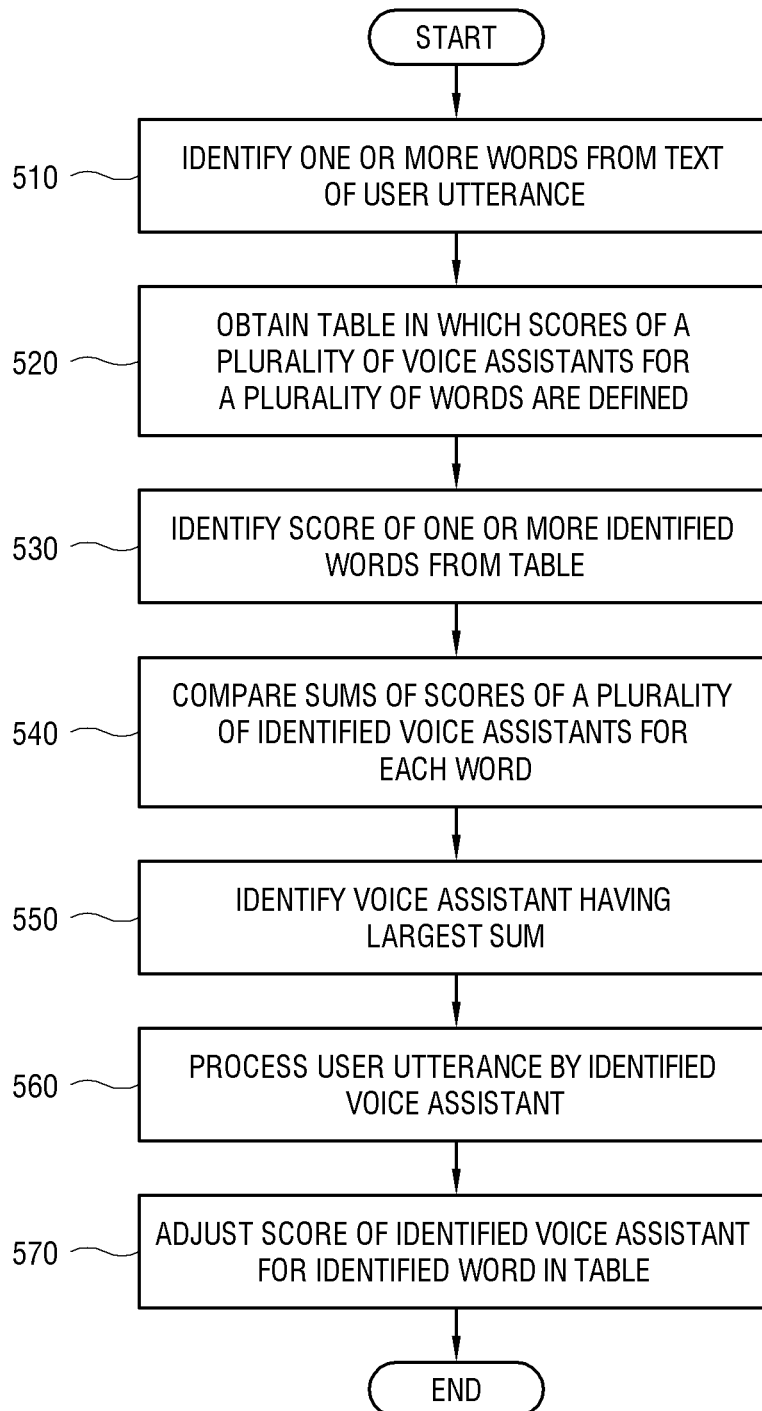 START
510
IDENTIFY ONE OR MORE WORDS FROM TEXT
OF USER UTTERANCE
520
OBTAIN TABLE IN WHICH SCORES OF A
PLURALITY OF VOICE ASSISTANTS FOR
A PLURALITY OF WORDS ARE DEFINED
530
IDENTIFY SCORE OF ONE OR MORE IDENTIFIED
WORDS FROM TABLE
540
COMPARE SUMS OF SCORES OF A PLURALITY
OF IDENTIFIED VOICE ASSISTANTS FOR
EACH WORD
550
IDENTIFY VOICE ASSISTANT HAVING
LARGEST SUM
560
PROCESS USER UTTERANCE BY IDENTIFIED
VOICE ASSISTANT
570
ADJUST SCORE OF IDENTIFIED VOICE ASSISTANT
FOR IDENTIFIED WORD IN TABLE
END